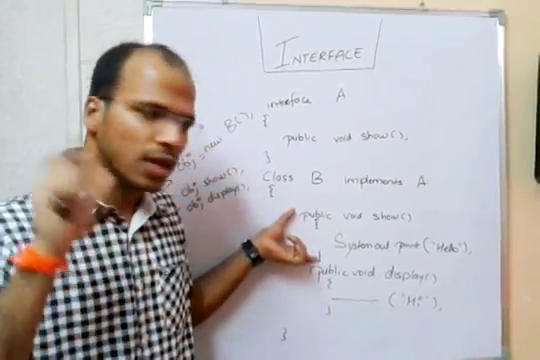 INTERFACE
interface A
{
public void show();
}
Class B implements A
{
public void show()
{
System.out.print("Hello");
}
public void display()
{
("Hi");
}
}
obj = new B();
obj. show();
obj. display();